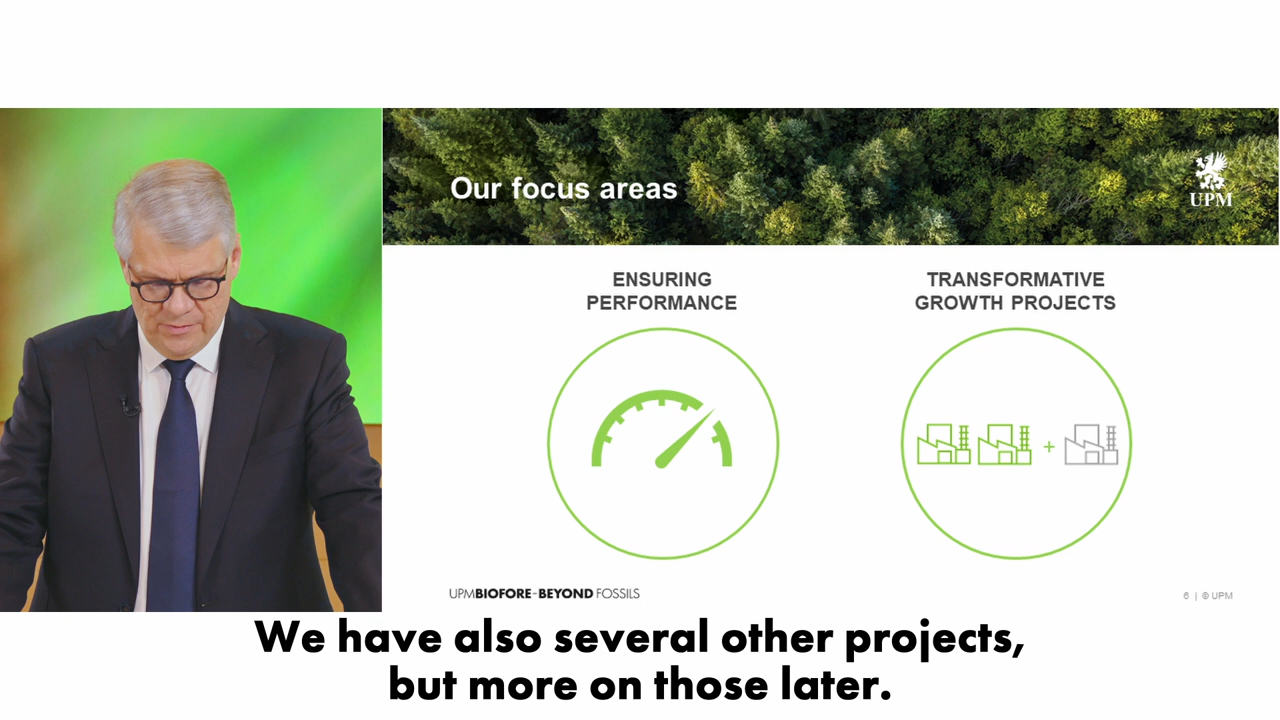 Our focus areas
UPM
ENSURING
PERFORMANCE
TRANSFORMATIVE
GROWTH PROJECTS
+
UPMBIOFORE–BEYOND FOSSILS
6 | © UPM
We have also several other projects,
but more on those later.